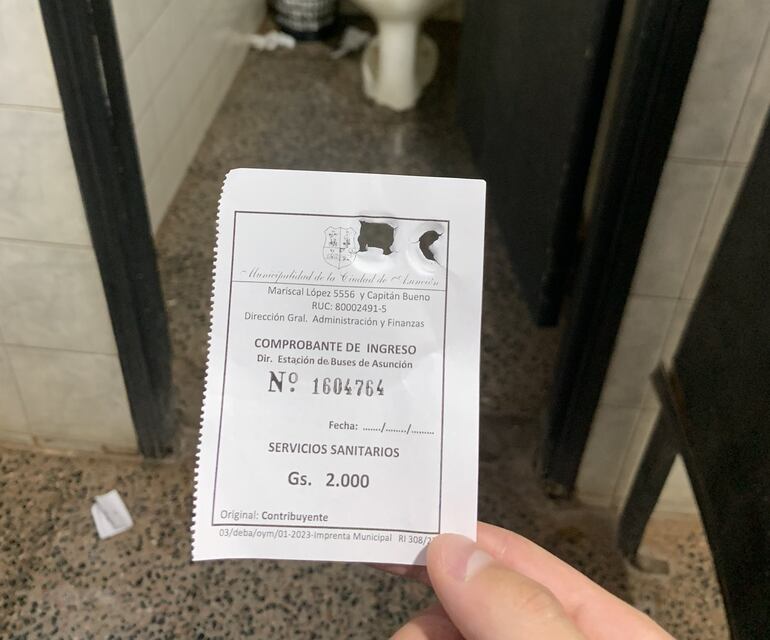 Municipalidad de la Ciudad de Asunción
Mariscal López 5556 y Capitán Bueno
RUC: 80002491-5
Dirección Gral. Administración y Finanzas
COMPROBANTE DE INGRESO
Dir. Estación de Buses de Asunción
Nº 1604764
Fecha: ......./......../.........
SERVICIOS SANITARIOS
Gs. 2.000
Original: Contribuyente
03/deba/oym/01-2023-Imprenta Municipal RI